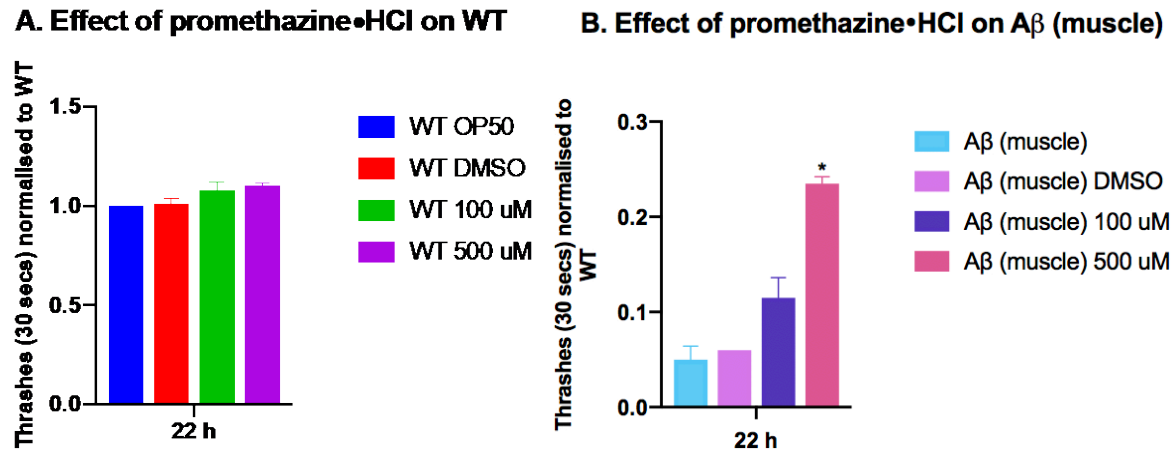 A. Effect of promethazine•HCl on WT
Thrashes (30 secs) normalised to WT
1.5
1.0
0.5
0.0
22 h
WT OP50
WT DMSO
WT 100 uM
WT 500 uM
B. Effect of promethazine•HCl on Aβ (muscle)
Thrashes (30 secs) normalised to
WT
0.3
0.2
0.1
0.0
*
22 h
Aβ (muscle)
Aβ (muscle) DMSO
Aβ (muscle) 100 uM
Aβ (muscle) 500 uM